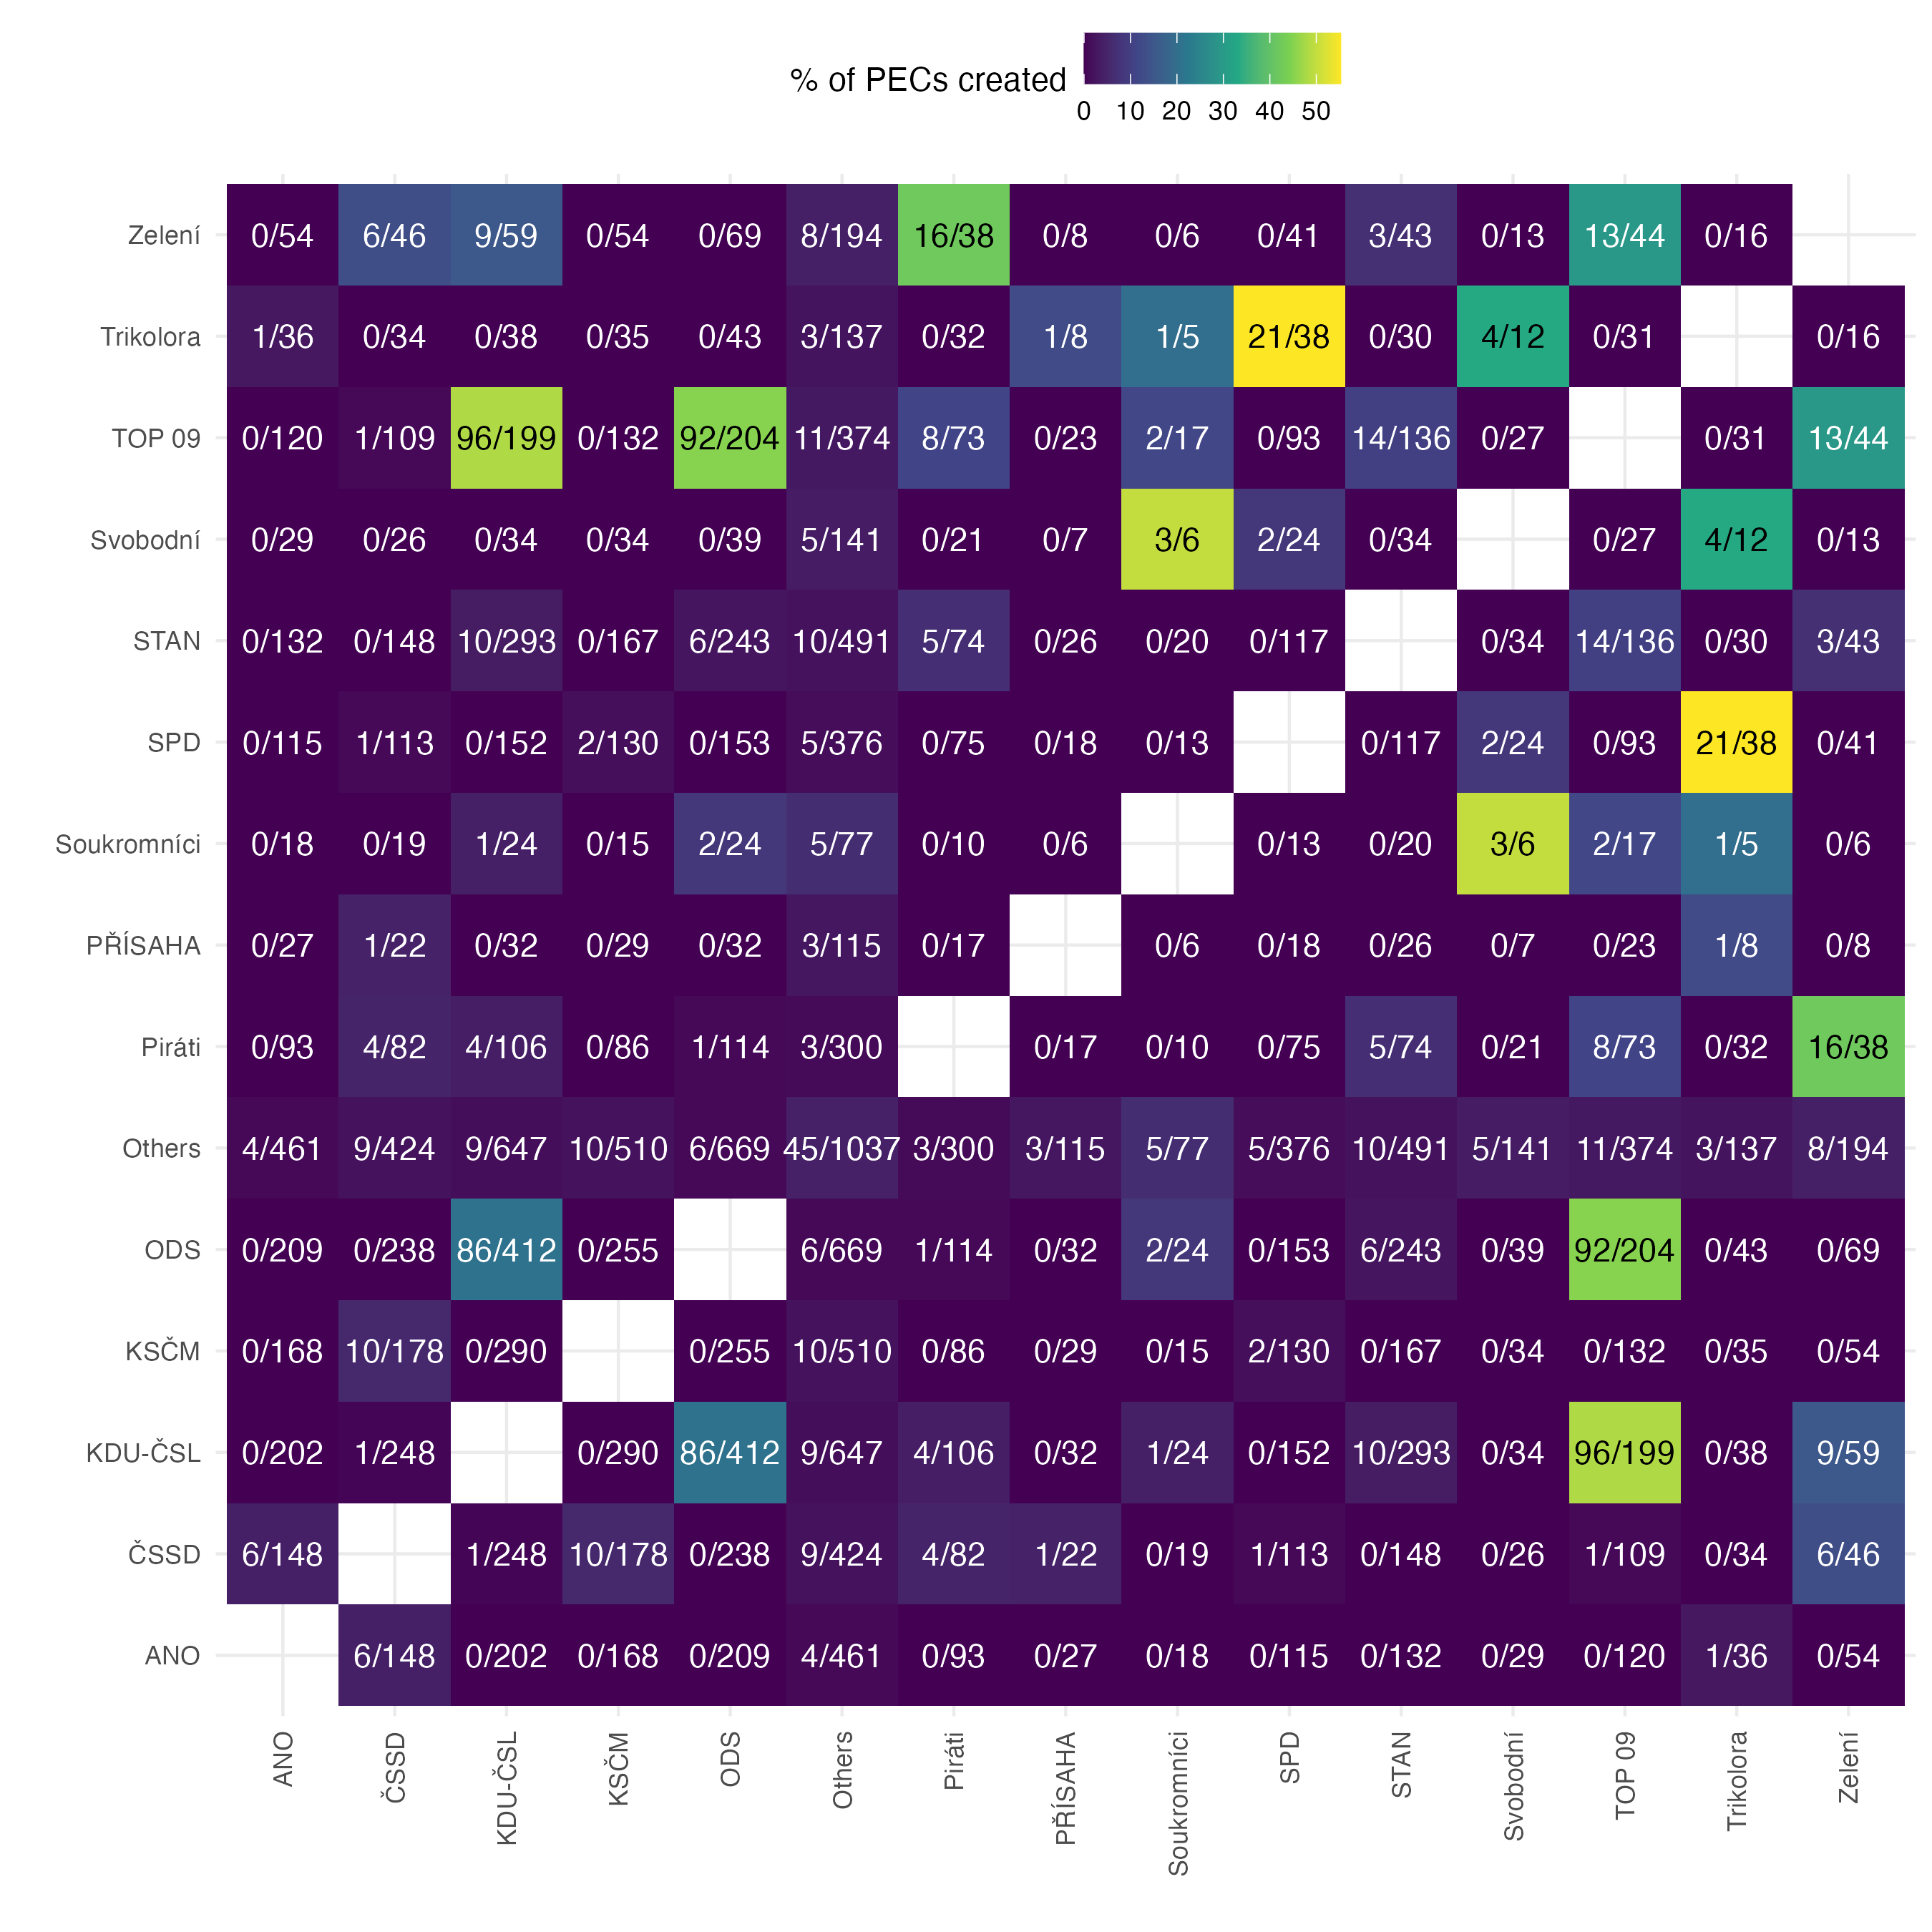 % of PECs created
0 10 20 30 40 50
Zelení 0/54 6/46 9/59 0/54 0/69 8/194 16/38 0/8 0/6 0/41 3/43 0/13 13/44 0/16
Trikolora 1/36 0/34 0/38 0/35 0/43 3/137 0/32 1/8 1/5 21/38 0/30 4/12 0/31 0/16
TOP 09 0/120 1/109 96/199 0/132 92/204 11/374 8/73 0/23 2/17 0/93 14/136 0/27 0/31 13/44
Svobodní 0/29 0/26 0/34 0/34 0/39 5/141 0/21 0/7 3/6 2/24 0/34 0/27 4/12 0/13
STAN 0/132 0/148 10/293 0/167 6/243 10/491 5/74 0/26 0/20 0/117 0/34 14/136 0/30 3/43
SPD 0/115 1/113 0/152 2/130 0/153 5/376 0/75 0/18 0/13 0/117 2/24 0/93 21/38 0/41
Soukromníci 0/18 0/19 1/24 0/15 2/24 5/77 0/10 0/6 0/13 0/20 3/6 2/17 1/5 0/6
PŘÍSAHA 0/27 1/22 0/32 0/29 0/32 3/115 0/17 0/6 0/18 0/26 0/7 0/23 1/8 0/8
Piráti 0/93 4/82 4/106 0/86 1/114 3/300 0/17 0/10 0/75 5/74 0/21 8/73 0/32 16/38
Others 4/461 9/424 9/647 10/510 6/669 45/1037 3/300 3/115 5/77 5/376 10/491 5/141 11/374 3/137 8/194
ODS 0/209 0/238 86/412 0/255 6/669 1/114 0/32 2/24 0/153 6/243 0/39 92/204 0/43 0/69
KSČM 0/168 10/178 0/290 0/255 10/510 0/86 0/29 0/15 2/130 0/167 0/34 0/132 0/35 0/54
KDU-ČSL 0/202 1/248 0/290 86/412 9/647 4/106 0/32 1/24 0/152 10/293 0/34 96/199 0/38 9/59
ČSSD 6/148 1/248 10/178 0/238 9/424 4/82 1/22 0/19 1/113 0/148 0/26 1/109 0/34 6/46
ANO 6/148 0/202 0/168 0/209 4/461 0/93 0/27 0/18 0/115 0/132 0/29 0/120 1/36 0/54
ANO ČSSD KDU-ČSL KSČM ODS Others Piráti PŘÍSAHA Soukromníci SPD STAN Svobodní TOP 09 Trikolora Zelení